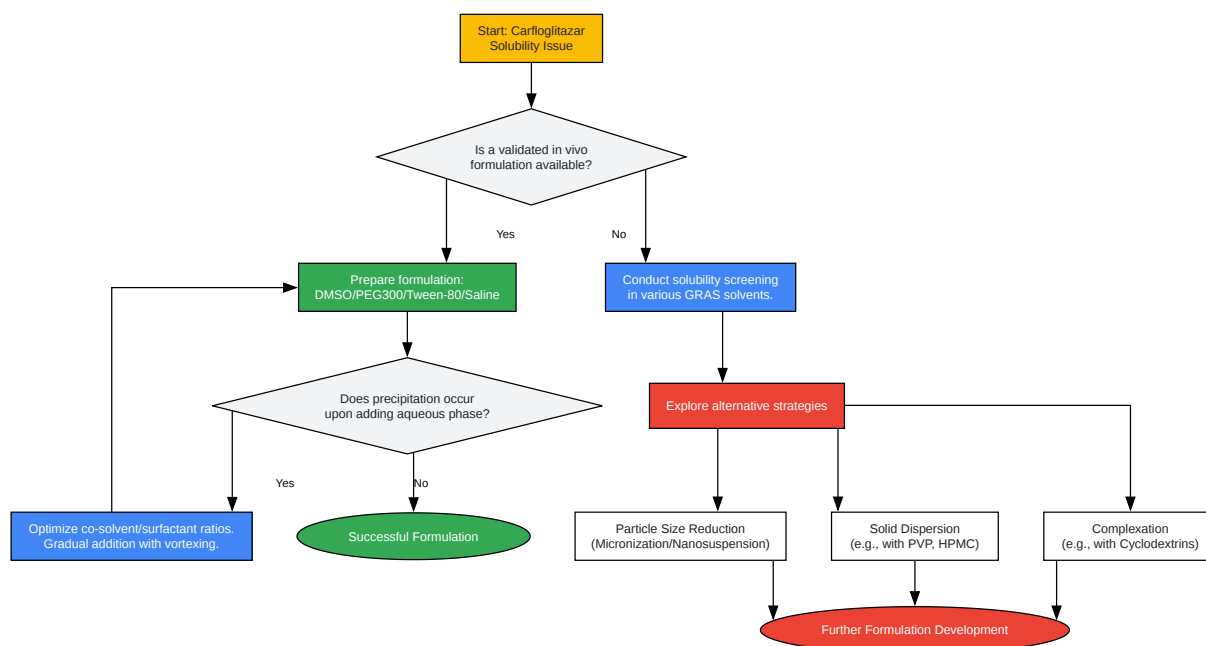 Start: Carfloglitazar
Solubility Issue
Is a validated in vivo
formulation available?
Yes
No
Prepare formulation:
DMSO/PEG300/Tween-80/Saline
Conduct solubility screening
in various GRAS solvents.
Does precipitation occur
upon adding aqueous phase?
Explore alternative strategies
Yes
No
Optimize co-solvent/surfactant ratios.
Gradual addition with vortexing.
Successful Formulation
Particle Size Reduction
(Micronization/Nanosuspension)
Solid Dispersion
(e.g., with PVP, HPMC)
Complexation
(e.g., with Cyclodextrins)
Further Formulation Development